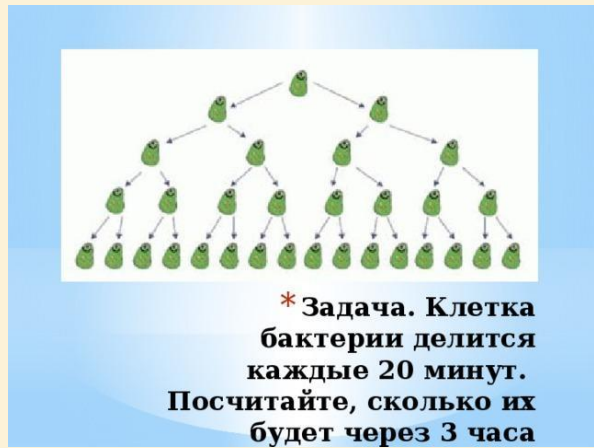 * Задача. Клетка
бактерии делится
каждые 20 минут.
Посчитайте, сколько их
будет через 3 часа